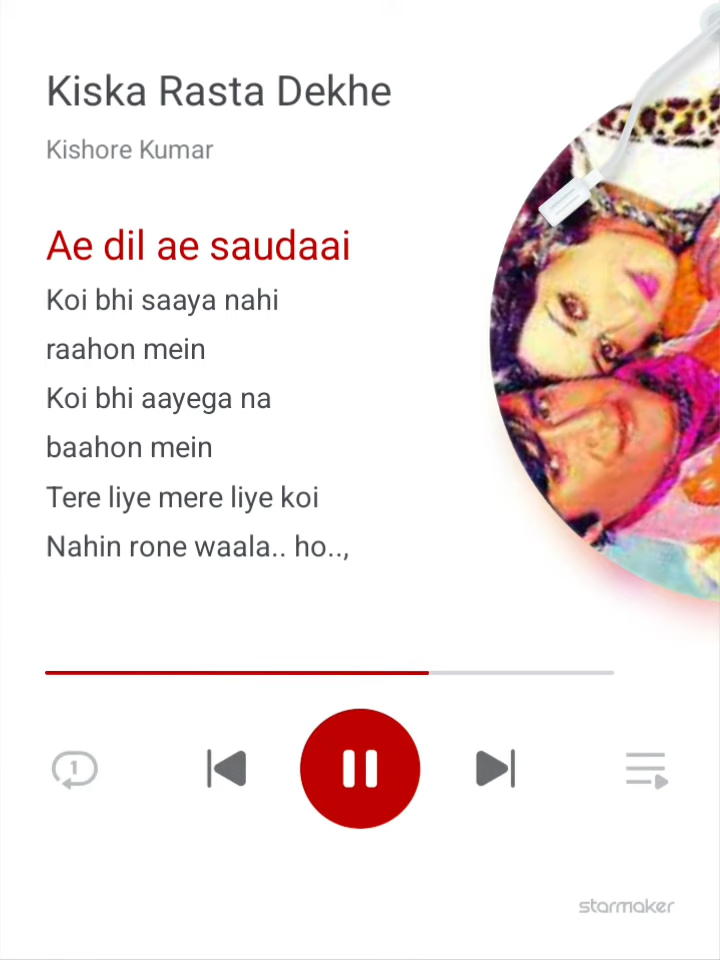 Kiska Rasta Dekhe
Kishore Kumar
Ae dil ae saudaai
Koi bhi saaya nahi
raahon mein
Koi bhi aayega na
baahon mein
Tere liye mere liye koi
Nahin rone waala.. ho..,
1
starmaker